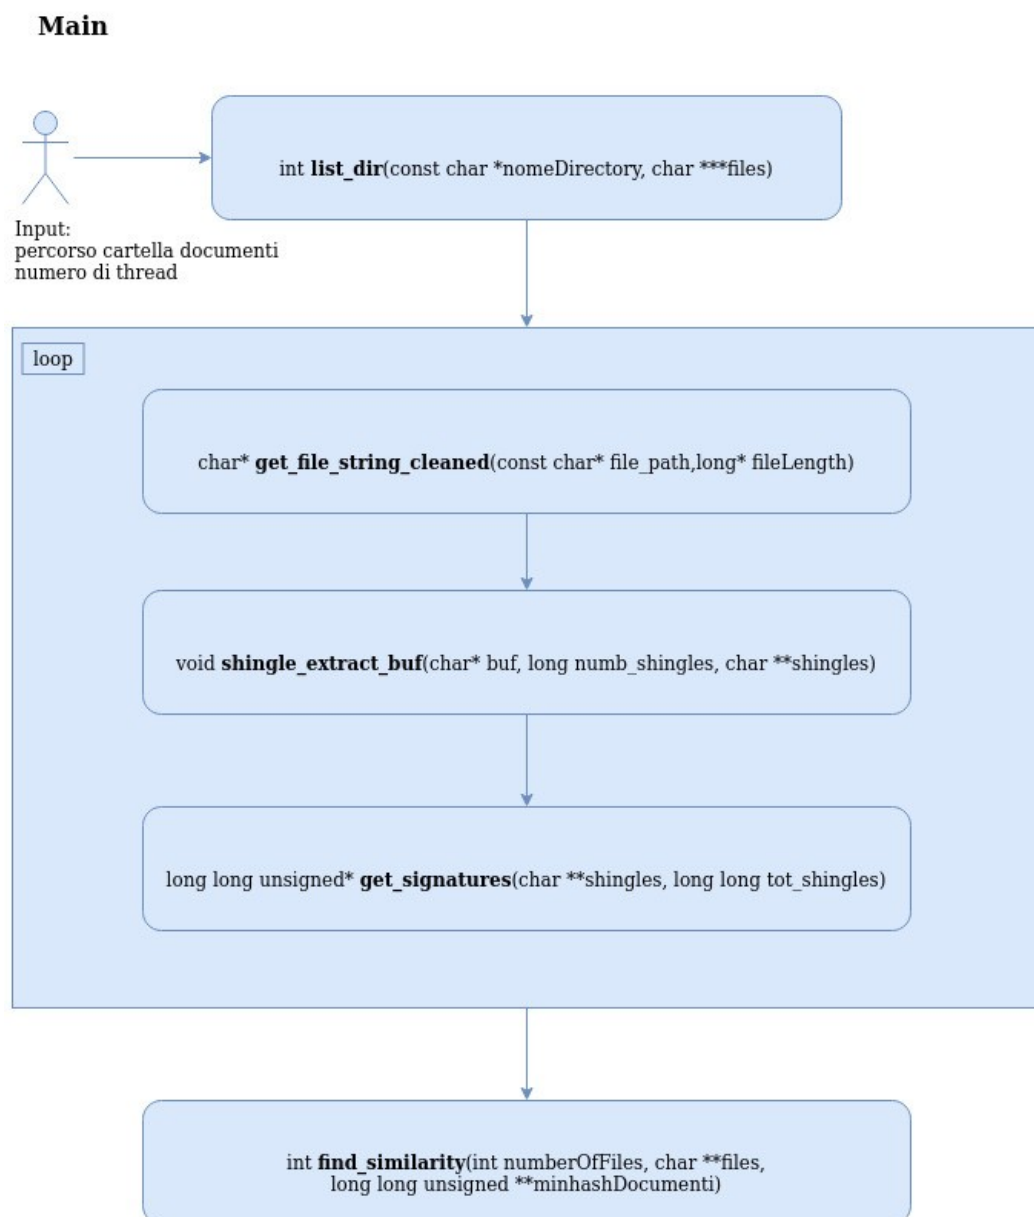 Main
int list_dir(const char *nomeDirectory, char ***files)
Input:
percorso cartella documenti
numero di thread
loop
char* get_file_string_cleaned(const char* file_path,long* fileLength)
void shingle_extract_buf(char* buf, long numb_shingles, char **shingles)
long long unsigned* get_signatures(char **shingles, long long tot_shingles)
int find_similarity(int numberOfFiles, char **files,
long long unsigned **minhashDocumenti)